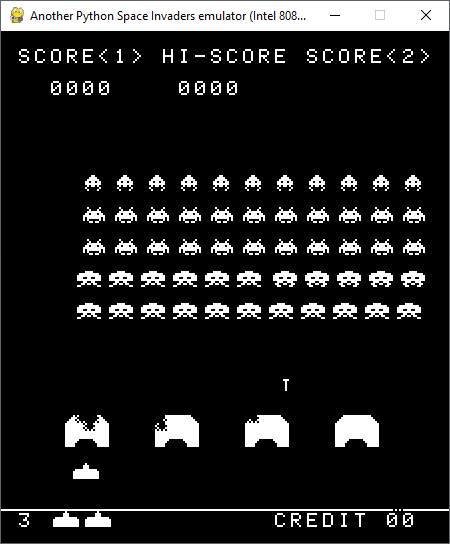 Another Python Space Invaders emulator (Intel 808...
SCORE<1> HI-SCORE SCORE<2>
0000 0000
3 CREDIT 00